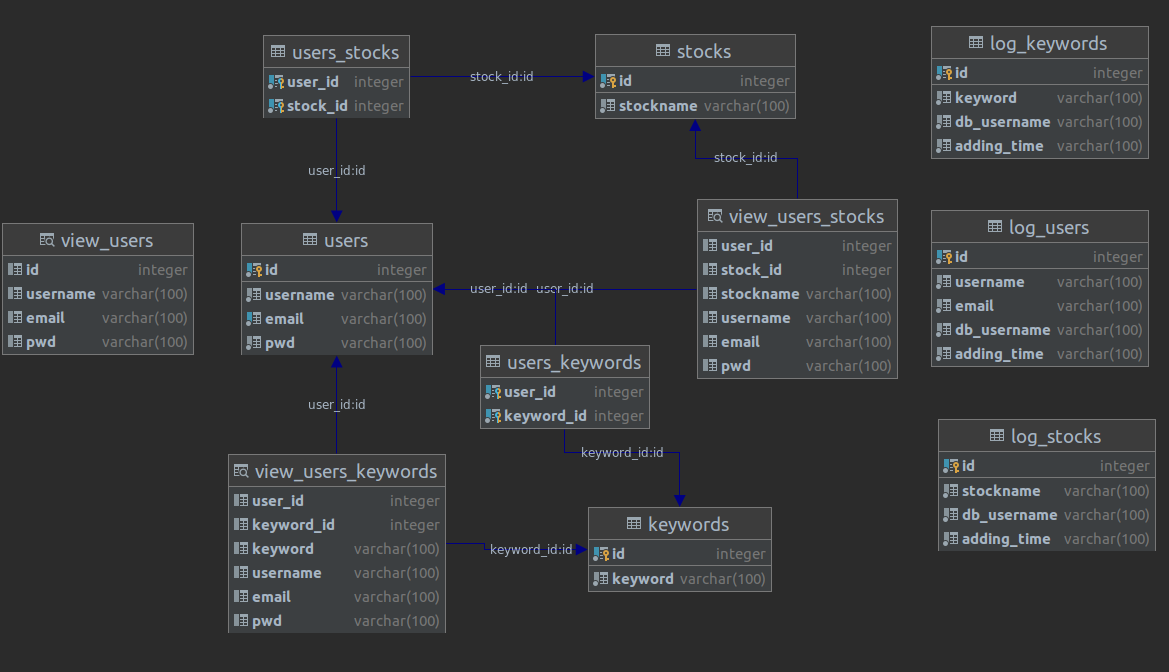 users_stocks
user_id integer
stock_id integer
stock_id:id
stocks
id integer
stockname varchar(100)
log_keywords
id integer
keyword varchar(100)
db_username varchar(100)
adding_time varchar(100)
user_id:id
stock_id:id
view_users
id integer
username varchar(100)
email varchar(100)
pwd varchar(100)
users
id integer
username varchar(100)
email varchar(100)
pwd varchar(100)
user_id:id user_id:id
view_users_stocks
user_id integer
stock_id integer
stockname varchar(100)
username varchar(100)
email varchar(100)
pwd varchar(100)
log_users
id integer
username varchar(100)
email varchar(100)
db_username varchar(100)
adding_time varchar(100)
users_keywords
user_id integer
keyword_id integer
user_id:id
keyword_id:id
view_users_keywords
user_id integer
keyword_id integer
keyword varchar(100)
username varchar(100)
email varchar(100)
pwd varchar(100)
keyword_id:id
keywords
id integer
keyword varchar(100)
log_stocks
id integer
stockname varchar(100)
db_username varchar(100)
adding_time varchar(100)